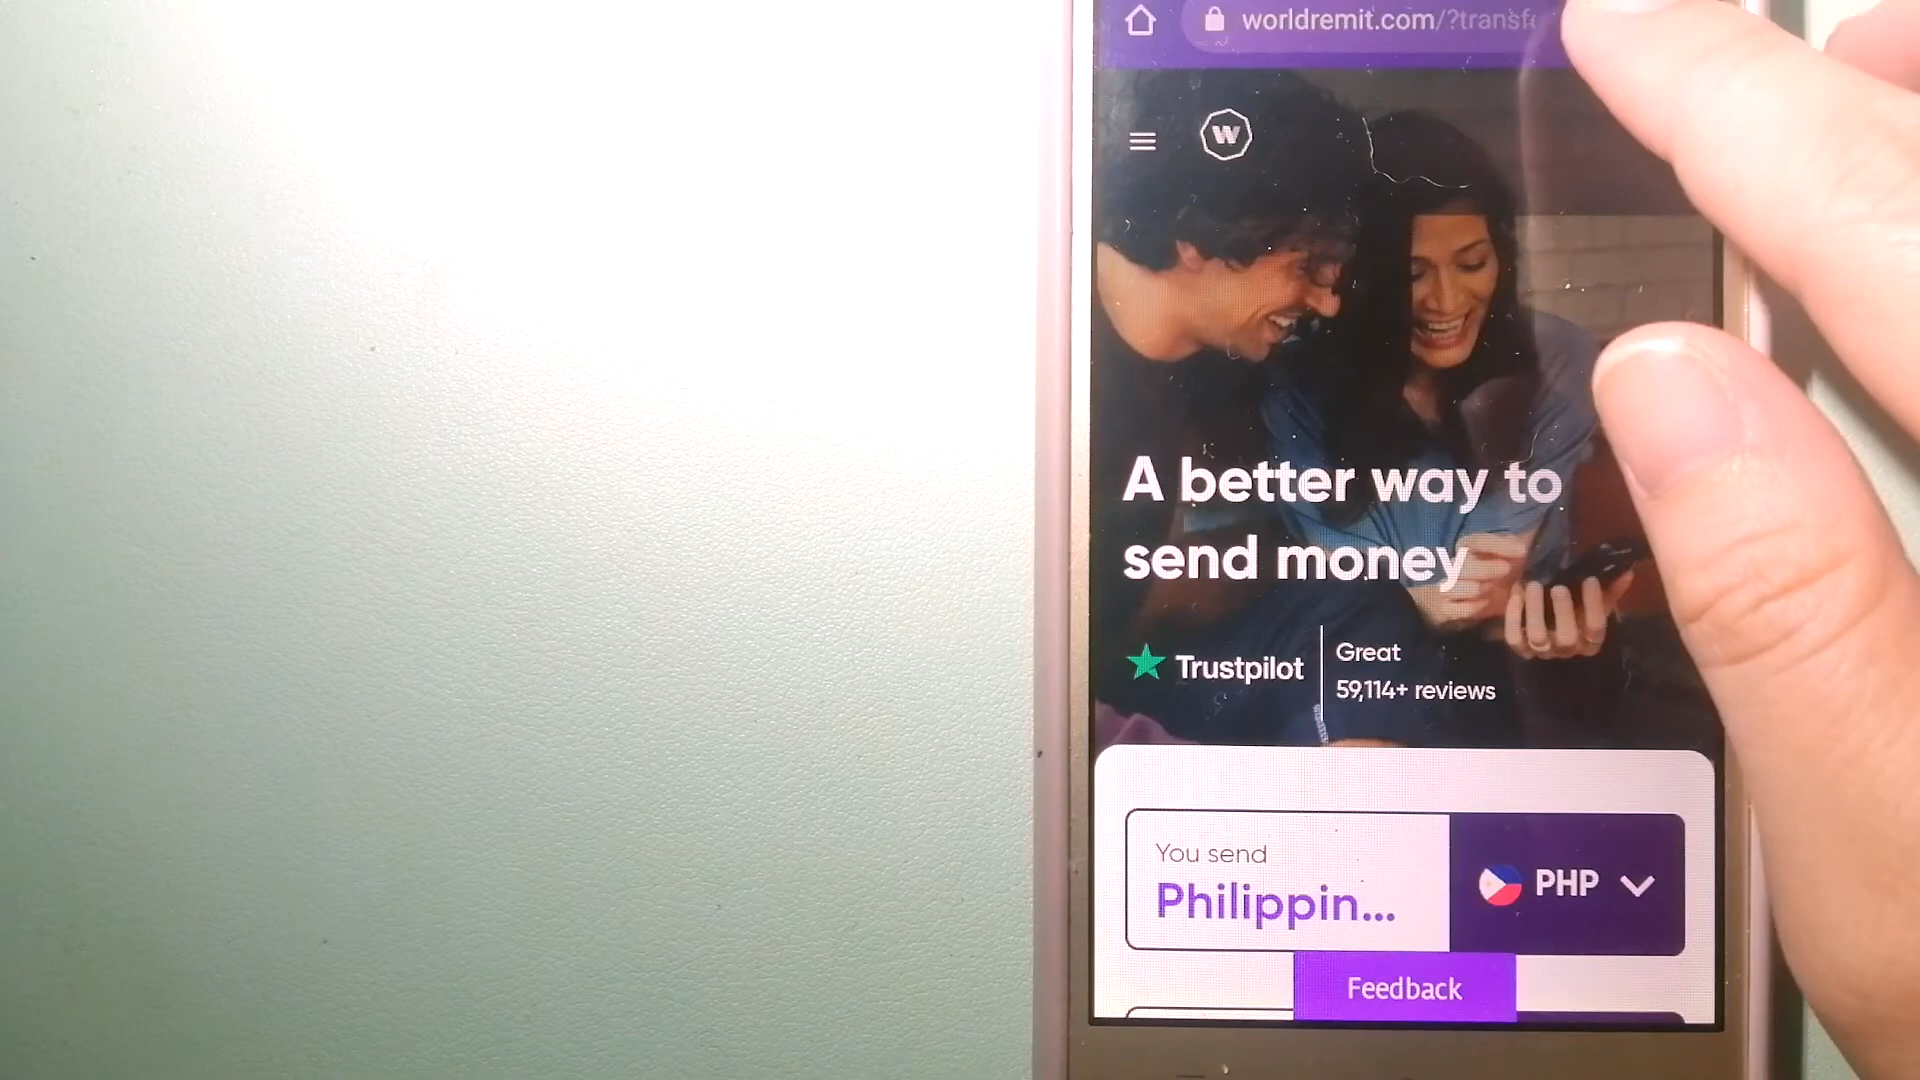 worldremit.com/?transf
W
A better way to
send money
Trustpilot
Great
59,114+ reviews
You send
Philippin...
PHP
Feedback